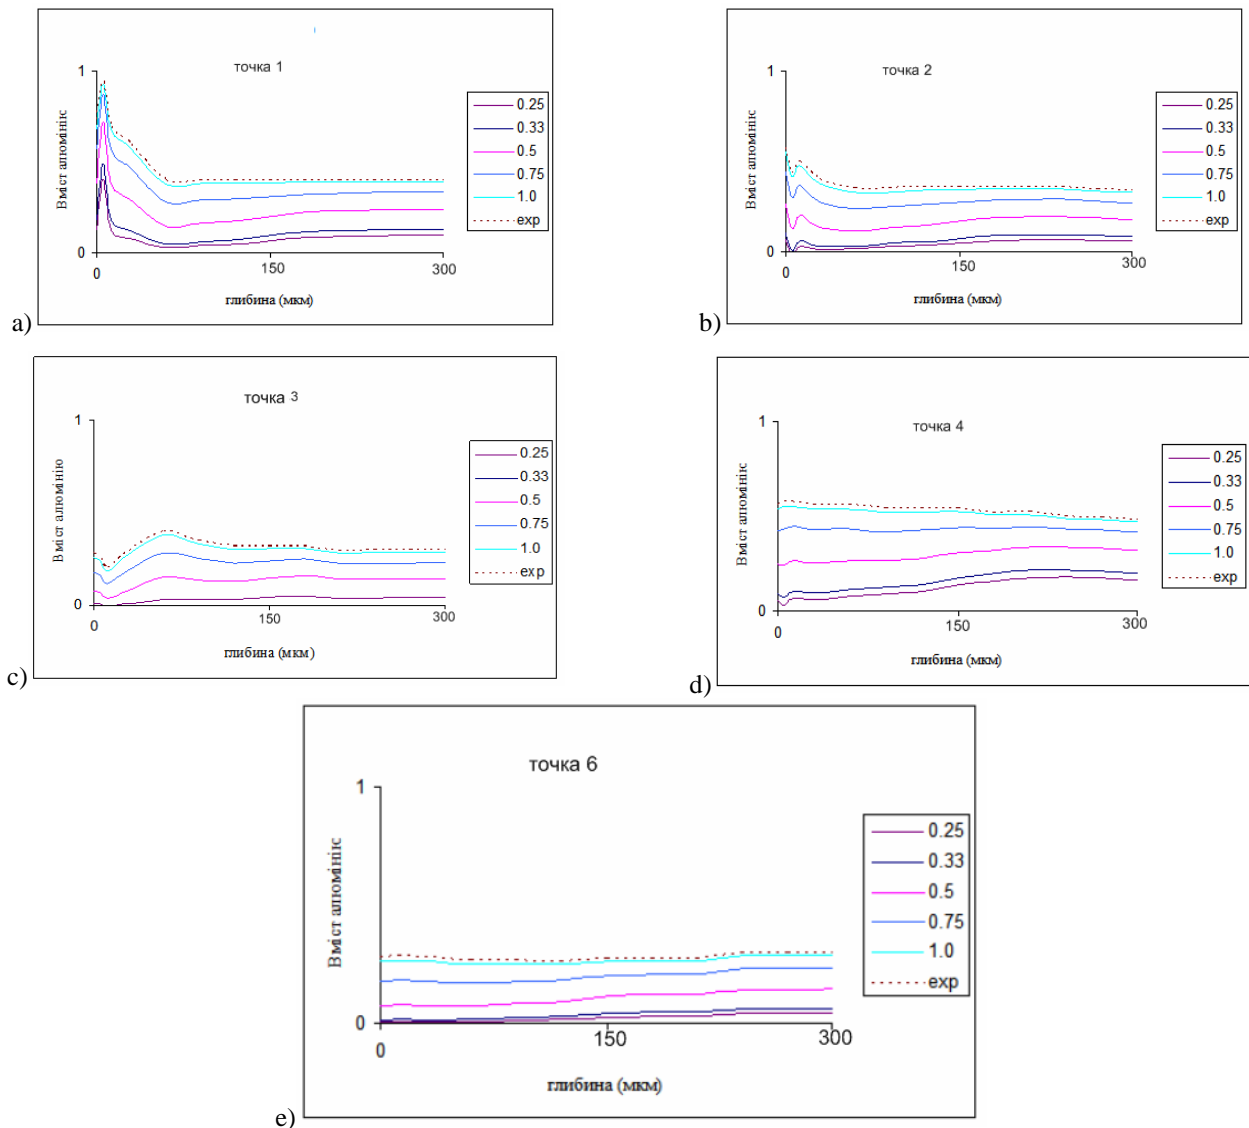 точка 1
Вміст алюмінік
1
0
0
150
300
глибина (мкм)
0.25
0.33
0.5
0.75
1.0
exp
a)
точка 2
Вміст алюмінік
1
0
0
150
300
глибина (мкм)
0.25
0.33
0.5
0.75
1.0
exp
b)
точка 3
Вміст алюмінію
1
0
0
150
300
глибина (мкм)
0.25
0.33
0.5
0.75
1.0
exp
c)
точка 4
Вміст алюмінік
1
0
0
150
300
глибина (мкм)
0.25
0.33
0.5
0.75
1.0
exp
d)
точка 6
Вміст алюмінік
1
0
0
150
300
глибина (мкм)
0.25
0.33
0.5
0.75
1.0
exp
e)